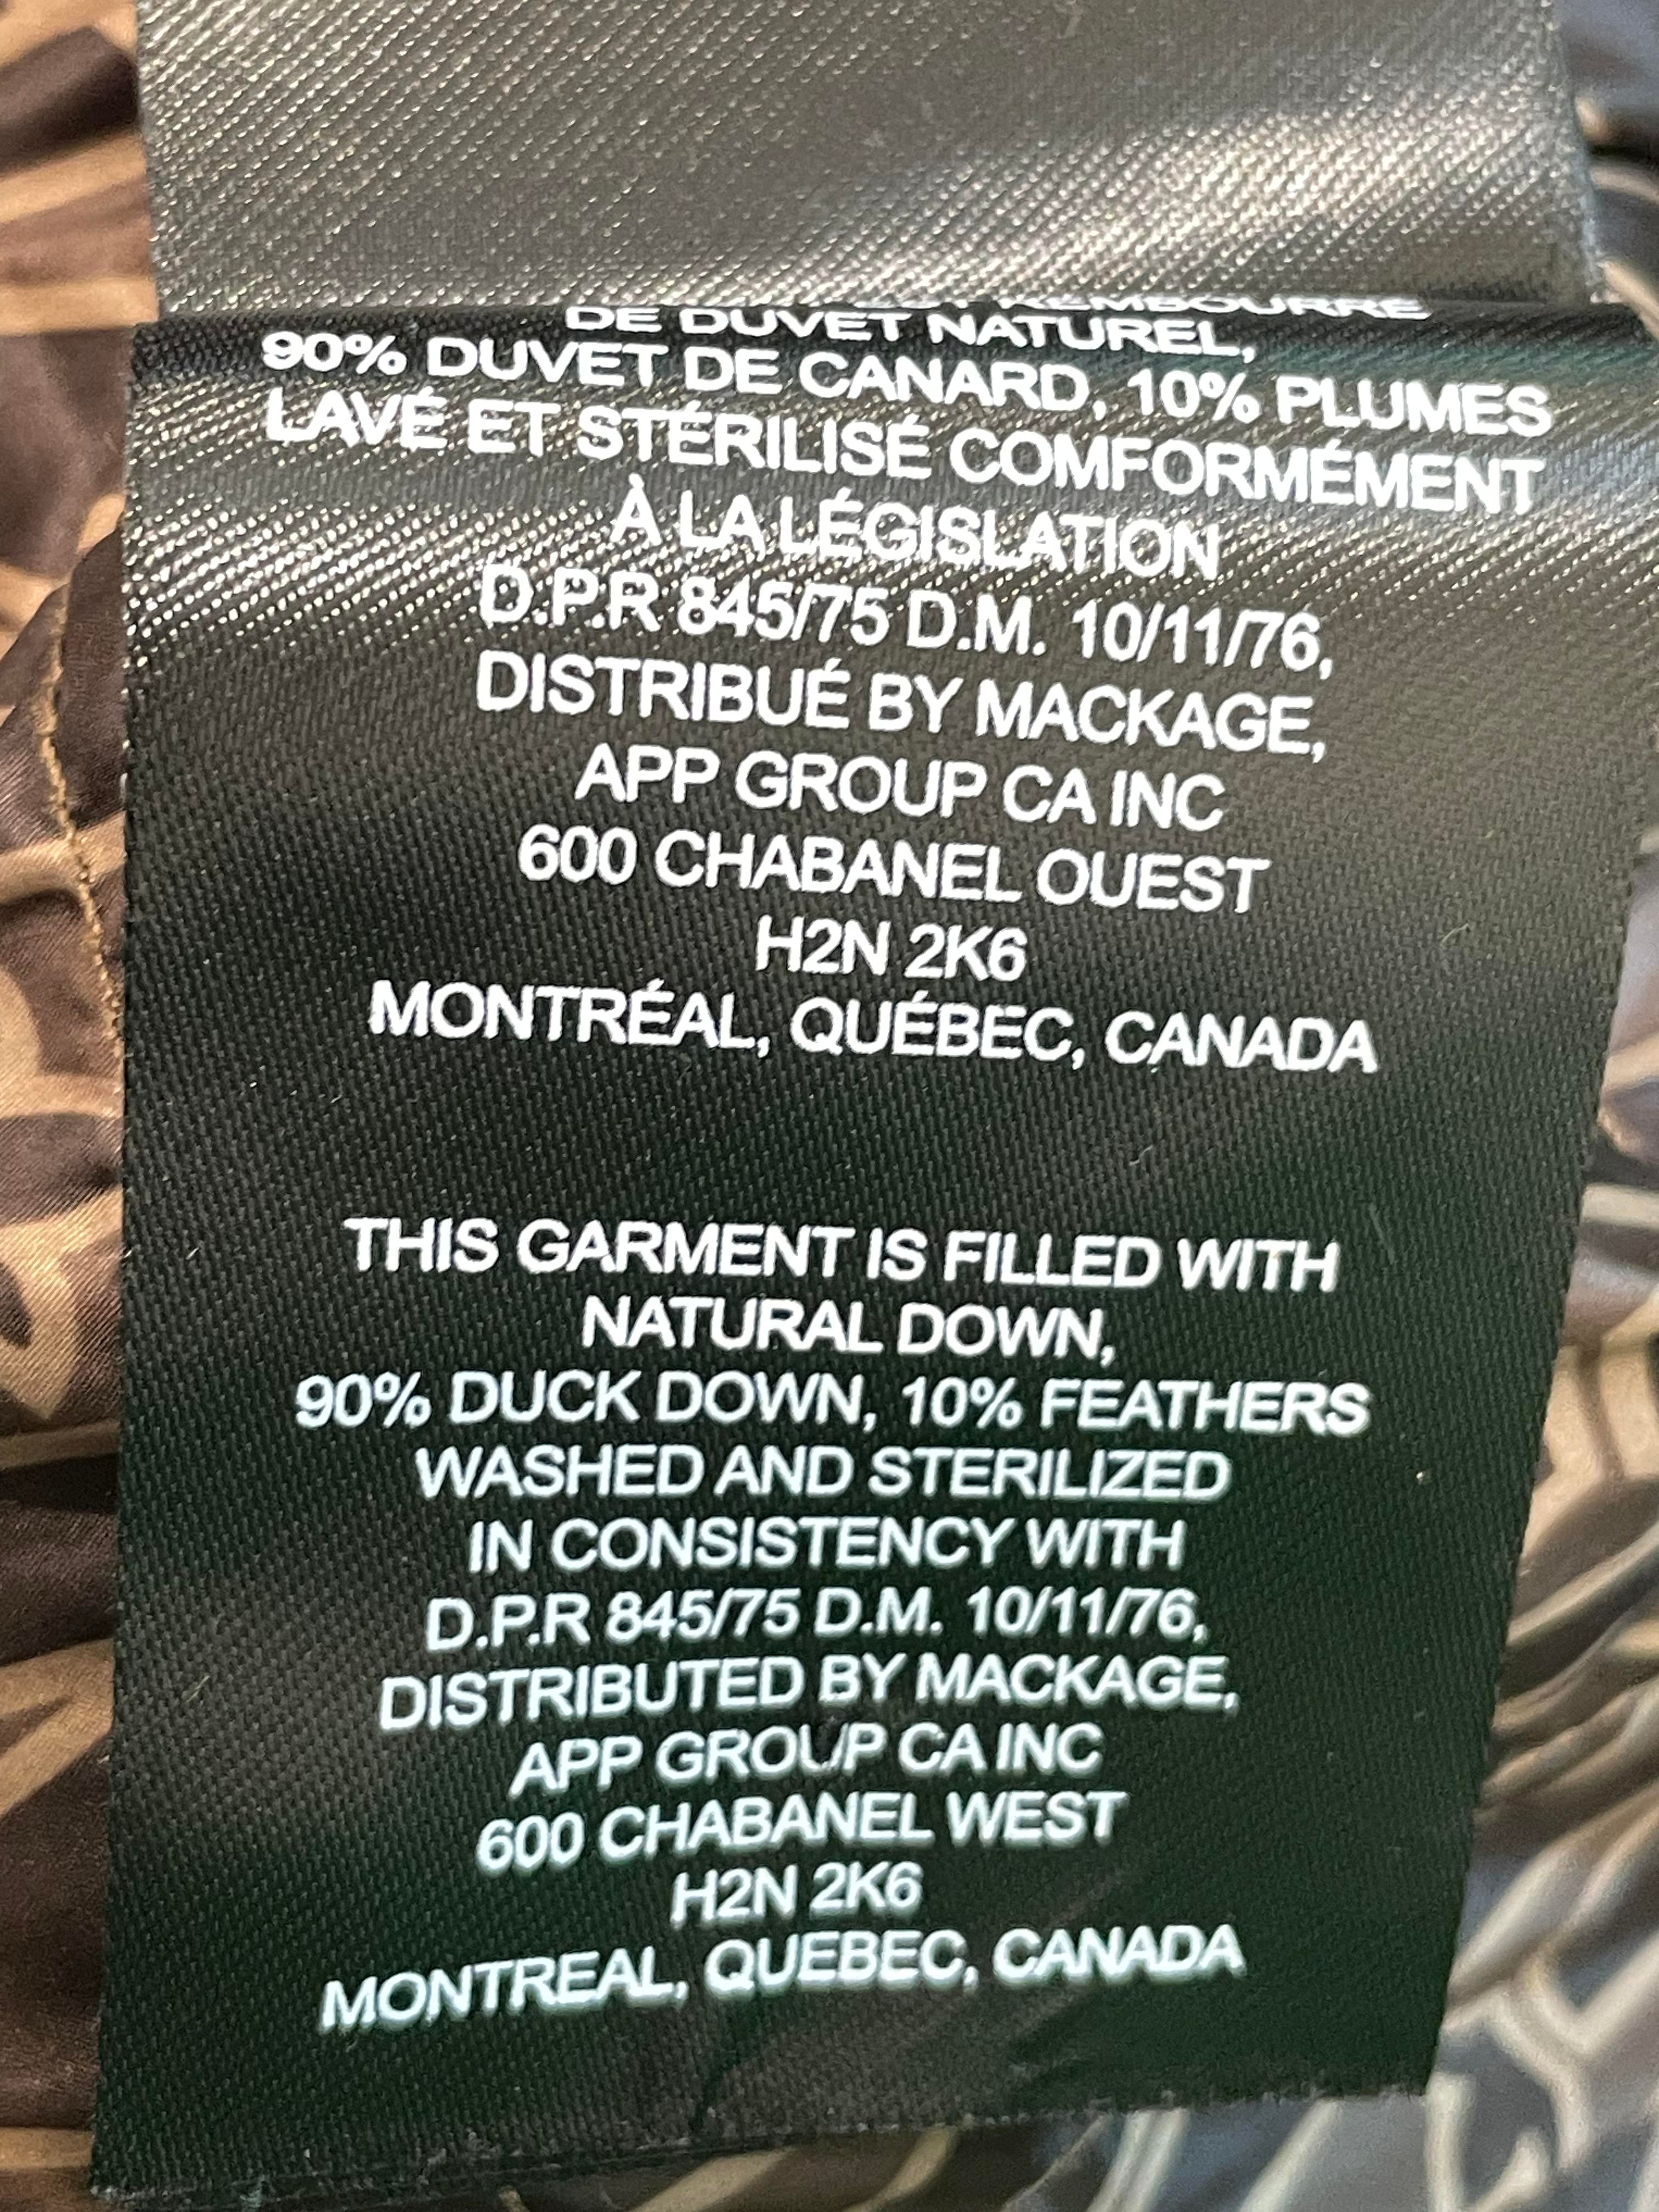 REMBOURRÉ
DE DUVET NATUREL,
90% DUVET DE CANARD, 10% PLUMES
LAVÉ ET STÉRILISÉ COMFORMÉMENT
À LA LÉGISLATION
D.P.R 845/75 D.M. 10/11/76,
DISTRIBUÉ BY MACKAGE,
APP GROUP CA INC
600 CHABANEL OUEST
H2N 2K6
MONTRÉAL, QUÉBEC, CANADA
THIS GARMENT IS FILLED WITH
NATURAL DOWN,
90% DUCK DOWN, 10% FEATHERS
WASHED AND STERILIZED
IN CONSISTENCY WITH
D.P.R 845/75 D.M. 10/11/76,
DISTRIBUTED BY MACKAGE,
APP GROUP CA INC
600 CHABANEL WEST
H2N 2K6
MONTREAL, QUEBEC, CANADA